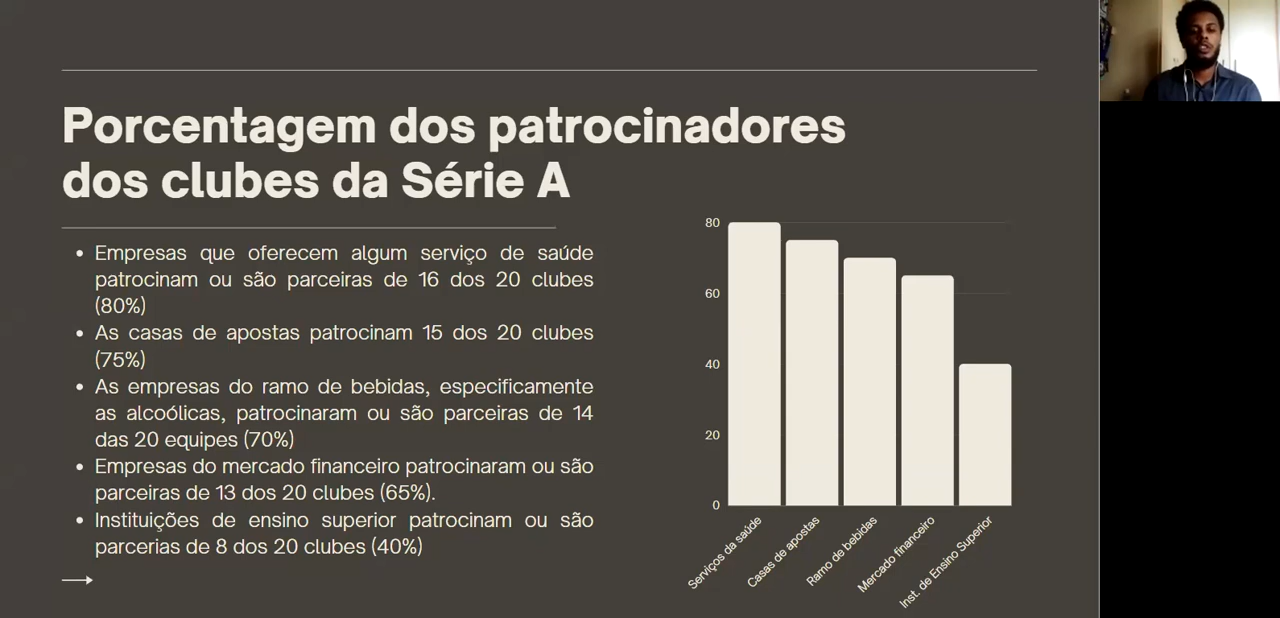 Porcentagem dos patrocinadores
dos clubes da Série A
• Empresas que oferecem algum serviço de saúde
patrocinam ou são parceiras de 16 dos 20 clubes
(80%)
• As casas de apostas patrocinam 15 dos 20 clubes
(75%)
• As empresas do ramo de bebidas, especificamente
as alcoólicas, patrocinaram ou são parceiras de 14
das 20 equipes (70%)
• Empresas do mercado financeiro patrocinaram ou são
parceiras de 13 dos 20 clubes (65%).
• Instituições de ensino superior patrocinam ou são
parcerias de 8 dos 20 clubes (40%)
80
60
40
20
0
Serviços da saúde
Casas de apostas
Ramo de bebidas
Mercado financeiro
Inst. de Ensino Superior